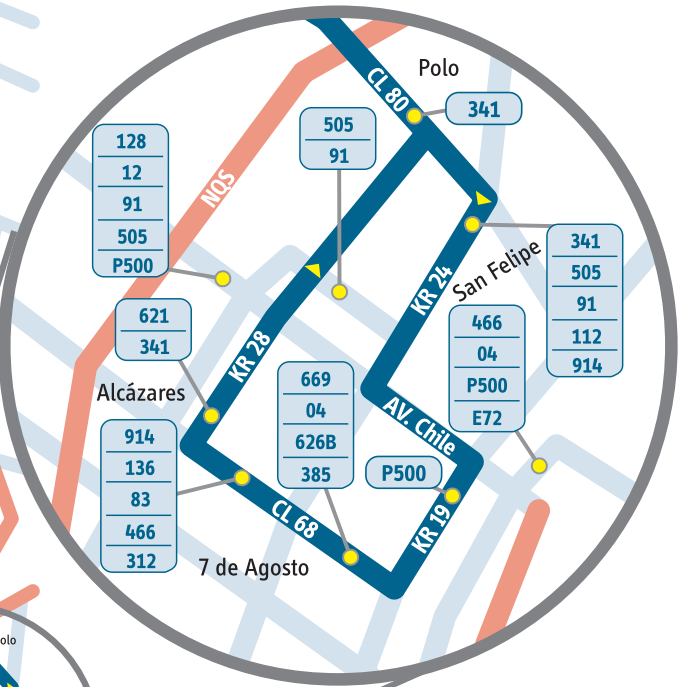 Polo
CL 80
341
505
91
128
12
91
505
P500
NQS
341
505
91
112
914
San Felipe
KR 24
621
341
466
04
P500
E72
KR 28
669
04
626B
385
Alcázares
AV. Chile
914
136
83
466
312
P500
KR 19
CL 68
7 de Agosto
olo